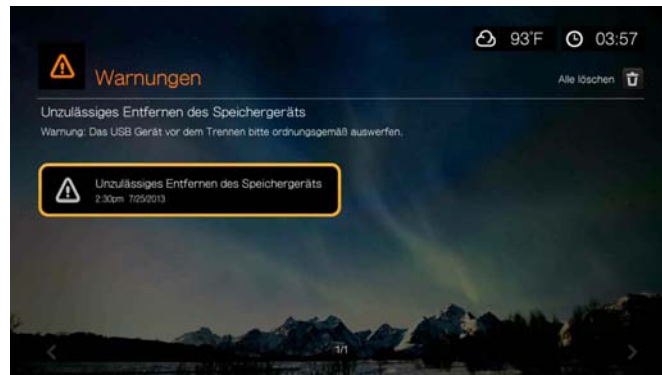 93°F 03:57
Warnungen
Alle löschen
Unzulässiges Entfernen des Speichergeräts
Warnung: Das USB Gerät vor dem Trennen bitte ordnungsgemäß auswerfen.
Unzulässiges Entfernen des Speichergeräts
2:30pm 7/25/2013
1/1